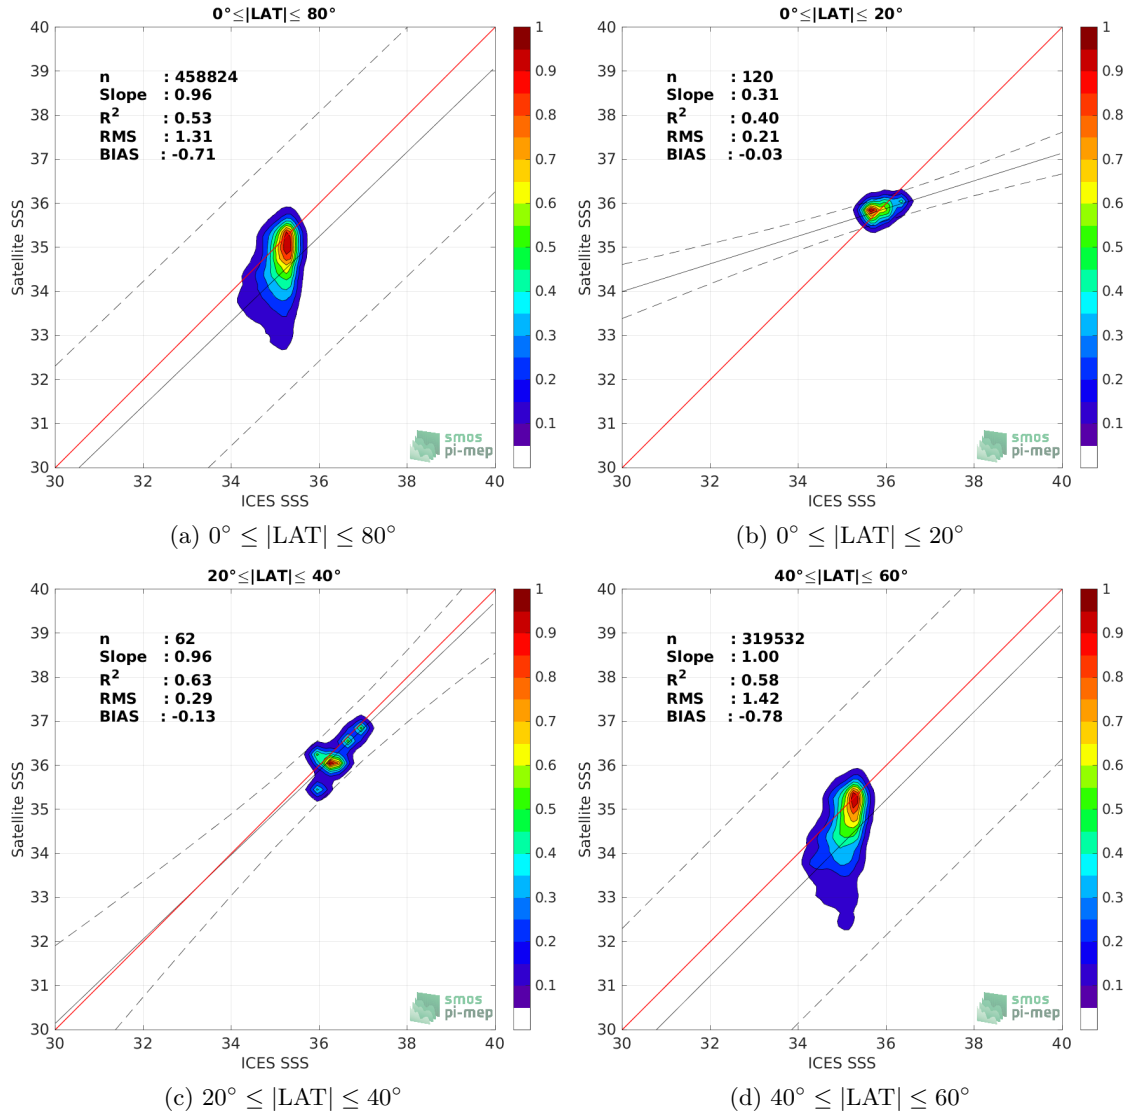 0°≤|LAT|≤ 80°
n : 458824
Slope : 0.96
R² : 0.53
RMS : 1.31
BIAS : -0.71
Satellite SSS
40
39
38
37
36
35
34
33
32
31
30
30 32 34 36 38 40
ICES SSS
1
0.9
0.8
0.7
0.6
0.5
0.4
0.3
0.2
0.1
smos
pi-mep
(a) 0° ≤ |LAT| ≤ 80°
0°≤|LAT|≤ 20°
n : 120
Slope : 0.31
R² : 0.40
RMS : 0.21
BIAS : -0.03
Satellite SSS
40
39
38
37
36
35
34
33
32
31
30
30 32 34 36 38 40
ICES SSS
1
0.9
0.8
0.7
0.6
0.5
0.4
0.3
0.2
0.1
smos
pi-mep
(b) 0° ≤ |LAT| ≤ 20°
20°≤|LAT|≤ 40°
n : 62
Slope : 0.96
R² : 0.63
RMS : 0.29
BIAS : -0.13
Satellite SSS
40
39
38
37
36
35
34
33
32
31
30
30 32 34 36 38 40
ICES SSS
1
0.9
0.8
0.7
0.6
0.5
0.4
0.3
0.2
0.1
smos
pi-mep
(c) 20° ≤ |LAT| ≤ 40°
40°≤|LAT|≤ 60°
n : 319532
Slope : 1.00
R² : 0.58
RMS : 1.42
BIAS : -0.78
Satellite SSS
40
39
38
37
36
35
34
33
32
31
30
30 32 34 36 38 40
ICES SSS
1
0.9
0.8
0.7
0.6
0.5
0.4
0.3
0.2
0.1
smos
pi-mep
(d) 40° ≤ |LAT| ≤ 60°